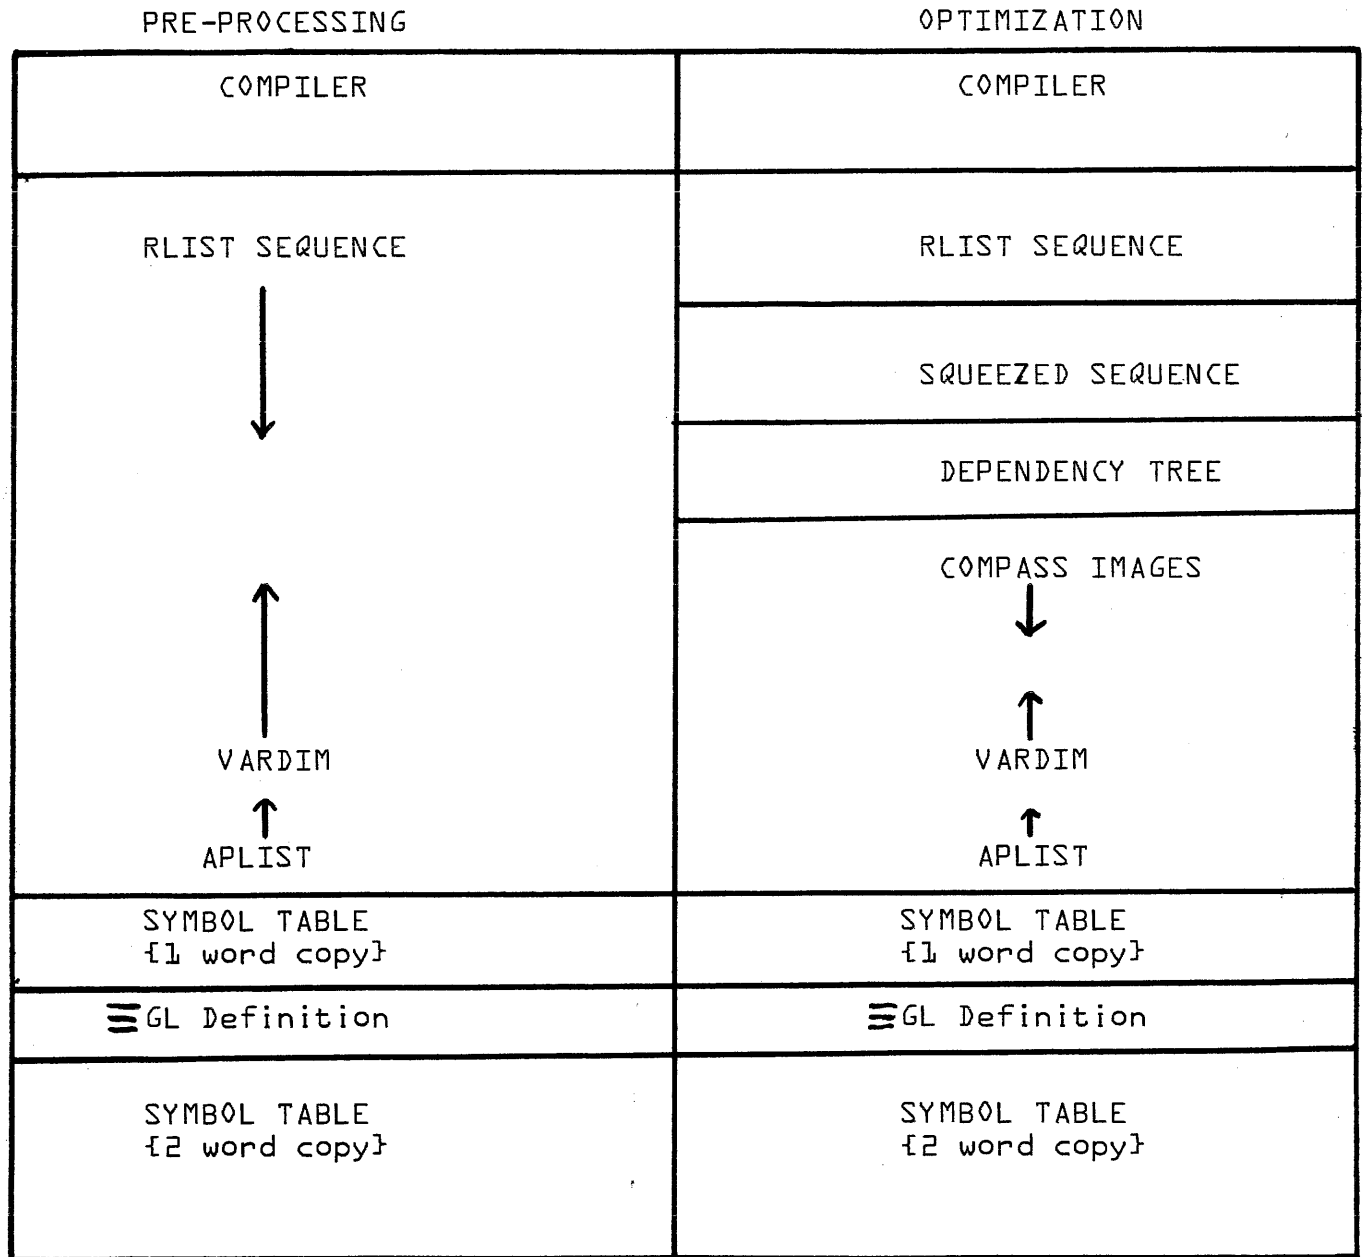 PRE-PROCESSING
OPTIMIZATION
COMPILER
COMPILER
RLIST SEQUENCE
RLIST SEQUENCE
SQUEEZED SEQUENCE
DEPENDENCY TREE
COMPASS IMAGES
VARDIM
VARDIM
APLIST
APLIST
SYMBOL TABLE
{1 word copy}
SYMBOL TABLE
{1 word copy}
≡GL Definition
≡GL Definition
SYMBOL TABLE
{2 word copy}
SYMBOL TABLE
{2 word copy}